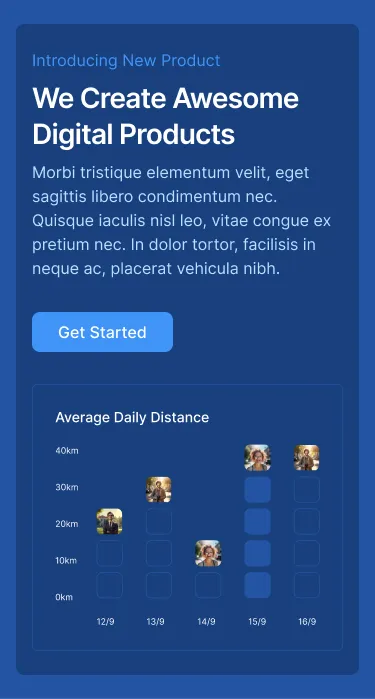 Introducing New Product
We Create Awesome
Digital Products
Morbi tristique elementum velit, eget
sagittis libero condimentum nec.
Quisque iaculis nisl leo, vitae congue ex
pretium nec. In dolor tortor, facilisis in
neque ac, placerat vehicula nibh.
Get Started
Average Daily Distance
40km
30km
20km
10km
0km
12/9 13/9 14/9 15/9 16/9